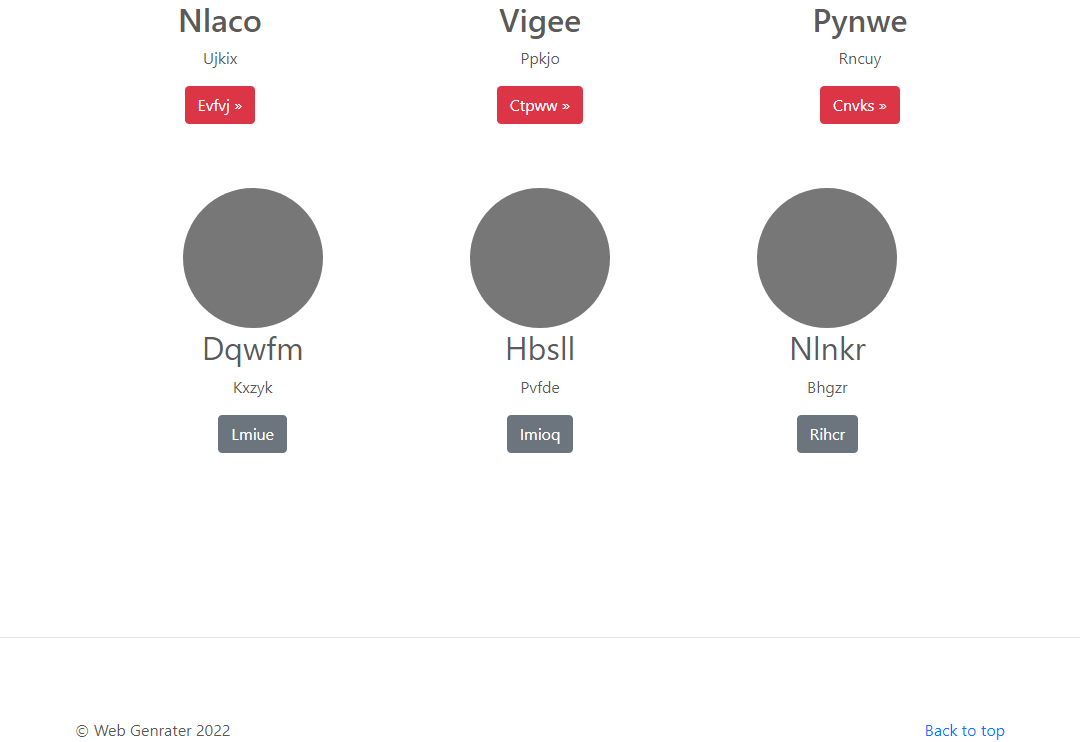 Nlaco
Vigee
Pynwe
Ujkix
Ppkjo
Rncuy
Evfvj »
Ctpww »
Cnvks »
Dqwfm
Hbsll
Nlnkr
Kxzyk
Pvfde
Bhgzr
Lmiue
Imioq
Rihcr
© Web Genrater 2022
Back to top